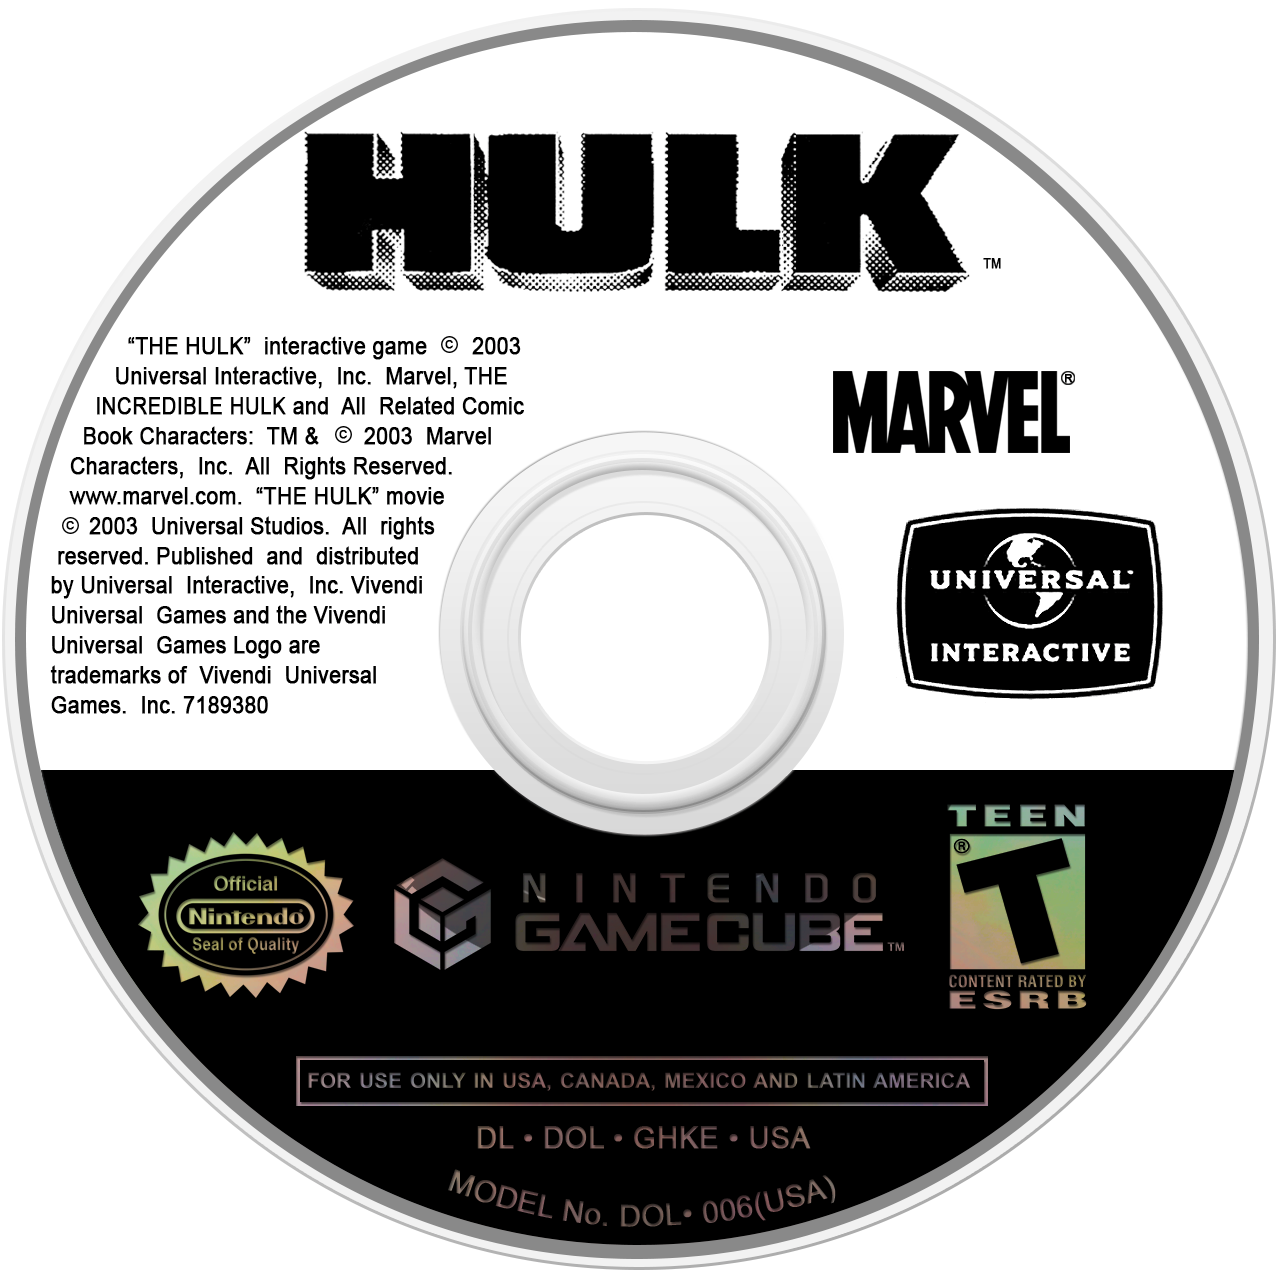 HULK ™
“THE HULK” interactive game © 2003
Universal Interactive, Inc. Marvel, THE
INCREDIBLE HULK and All Related Comic
Book Characters: TM & © 2003 Marvel
Characters, Inc. All Rights Reserved.
www.marvel.com. “THE HULK” movie
© 2003 Universal Studios. All rights
reserved. Published and distributed
by Universal Interactive, Inc. Vivendi
Universal Games and the Vivendi
Universal Games Logo are
trademarks of Vivendi Universal
Games. Inc. 7189380
MARVEL®
UNIVERSAL™
INTERACTIVE
Official
Nintendo®
Seal of Quality
NINTENDO
GAMECUBE™
TEEN
® T
CONTENT RATED BY
ESRB
FOR USE ONLY IN USA, CANADA, MEXICO AND LATIN AMERICA
DL • DOL • GHKE • USA
MODEL No. DOL• 006(USA)